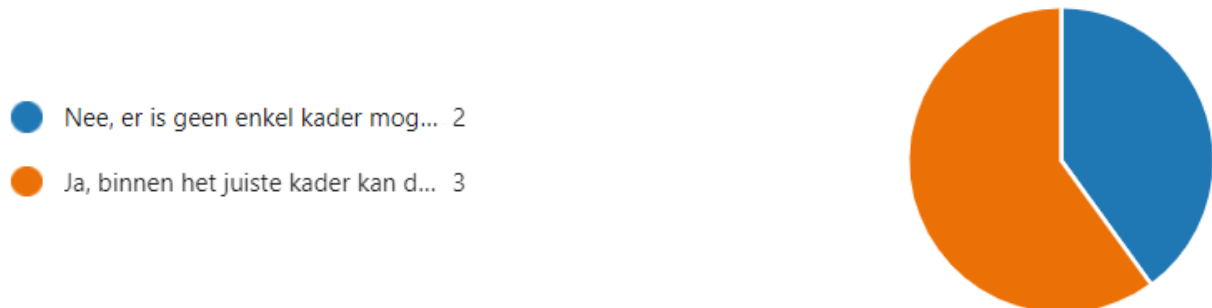 Nee, er is geen enkel kader mog... 2
Ja, binnen het juiste kader kan d... 3